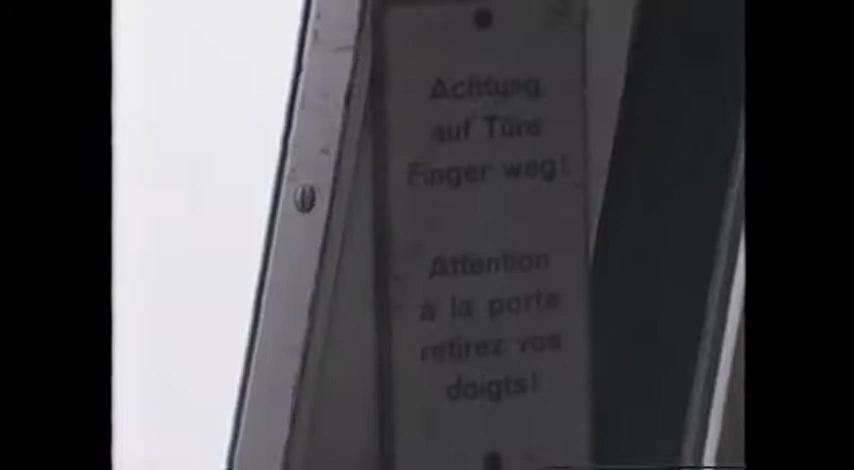 Achtung
auf Türe
Finger weg!
Attention
à la porte
retirez vos
doigts!